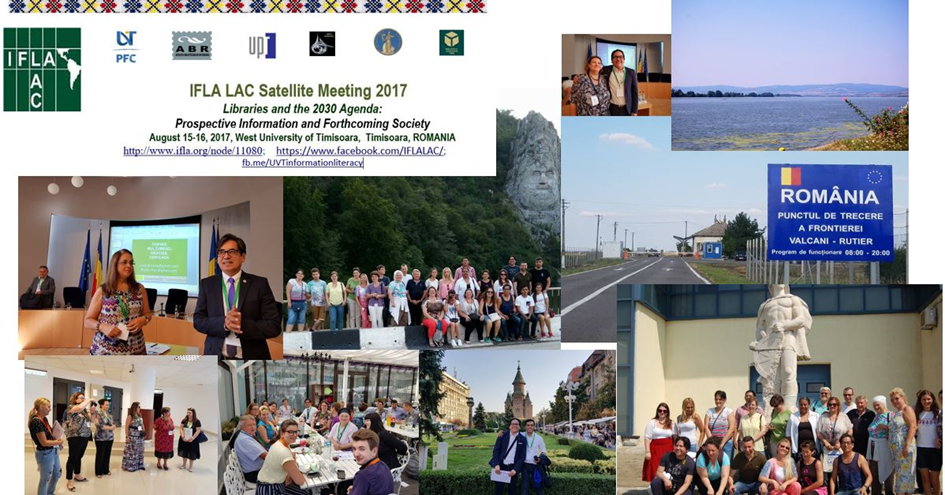 IFLA
LAC
UT
PFC
ABR
up
IFLA LAC Satellite Meeting 2017
Libraries and the 2030 Agenda:
Prospective Information and Forthcoming Society
August 15-16, 2017, West University of Timisoara, Timisoara, ROMANIA
http://www.ifla.org/node/11080; https://www.facebook.com/IFLALAC/;
fb.me/UVTinformationliteracy
ROMÂNIA
PUNCTUL DE TRECERE
A FRONTIEREI
VALCANI - RUTIER
Program de funcționare 08:00 - 20:00